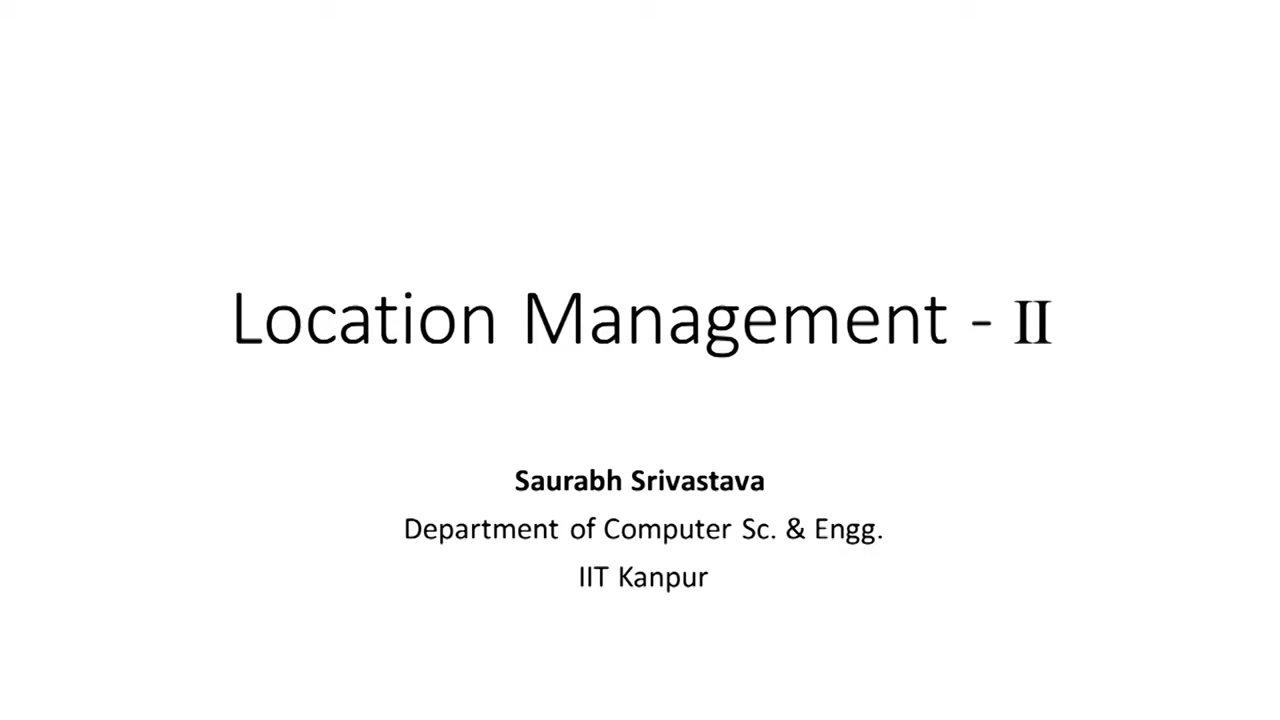 Location Management - II
Saurabh Srivastava
Department of Computer Sc. & Engg.
IIT Kanpur